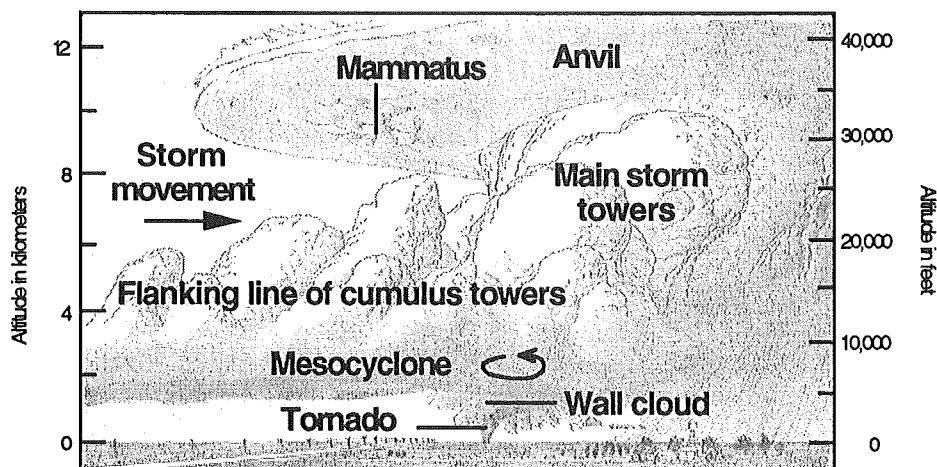 12
40,000
Anvil
Mammatus
30,000
Storm
movement
8
Main storm
towers
Altitude in kilometers
Altitude in feet
20,000
Flanking line of cumulus towers
4
10,000
Mesocyclone
Wall cloud
Tornado
0
0